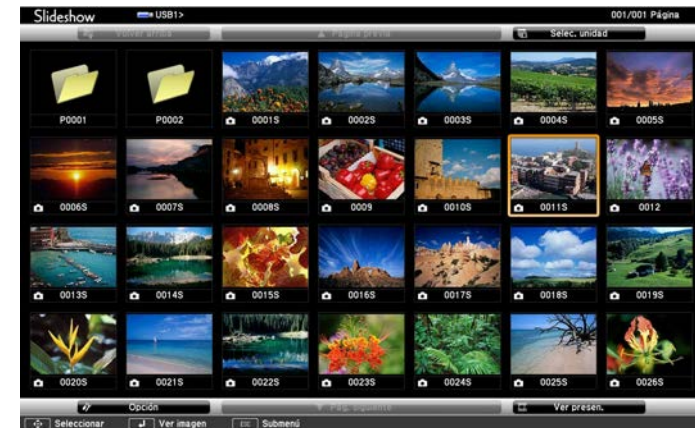 Slideshow USB1> 001/001 Página
Volver arriba ▲ Página previa Selec. unidad
P0001 P0002 0001S 0002S 0003S 0004S 0005S
0006S 0007S 0008S 0009 0010S 0011S 0012
0013S 0014S 0015S 0016S 0017S 0018S 0019S
0020S 0021S 0022S 0023S 0024S 0025S 0026S
Opción ▼ Pág. siguiente Ver presen.
Seleccionar Ver imagen Esc Submenú